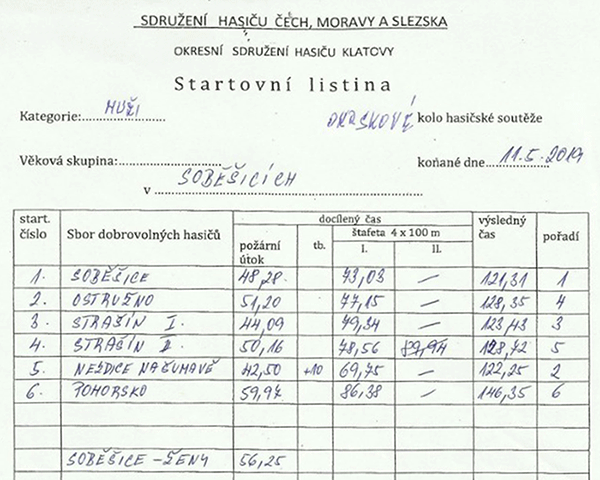 SDRUŽENÍ HASIČU ČECH, MORAVY A SLEZSKA
OKRESNÍ SDRUŽENÍ HASIČU KLATOVY
Startovní listina
Kategorie: MUŽI OKRSKOVÉ kolo hasičské soutěže
Věková skupina: konané dne 11.5.2019
v SOBĚŠICÍCH
start. číslo Sbor dobrovolných hasičů docílený čas výsledný čas pořadí
požární útok tb. štafeta 4 x 100 m
I. II.
1. SOBĚŠICE 48,28 73,03 — 121,31 1
2. OSTRUŽNO 51,20 77,15 — 128,35 4
3. STRAŠÍN I. 44,09 79,34 — 123,43 3
4. STRAŠÍN II. 50,16 78,56 89,94 128,72 5
5. NEZDICE NA ŠUMAVĚ 42,50 +10 69,75 — 122,25 2
6. POHORSKO 59,97 86,38 — 146,35 6
SOBĚŠICE – ŽENY 56,25